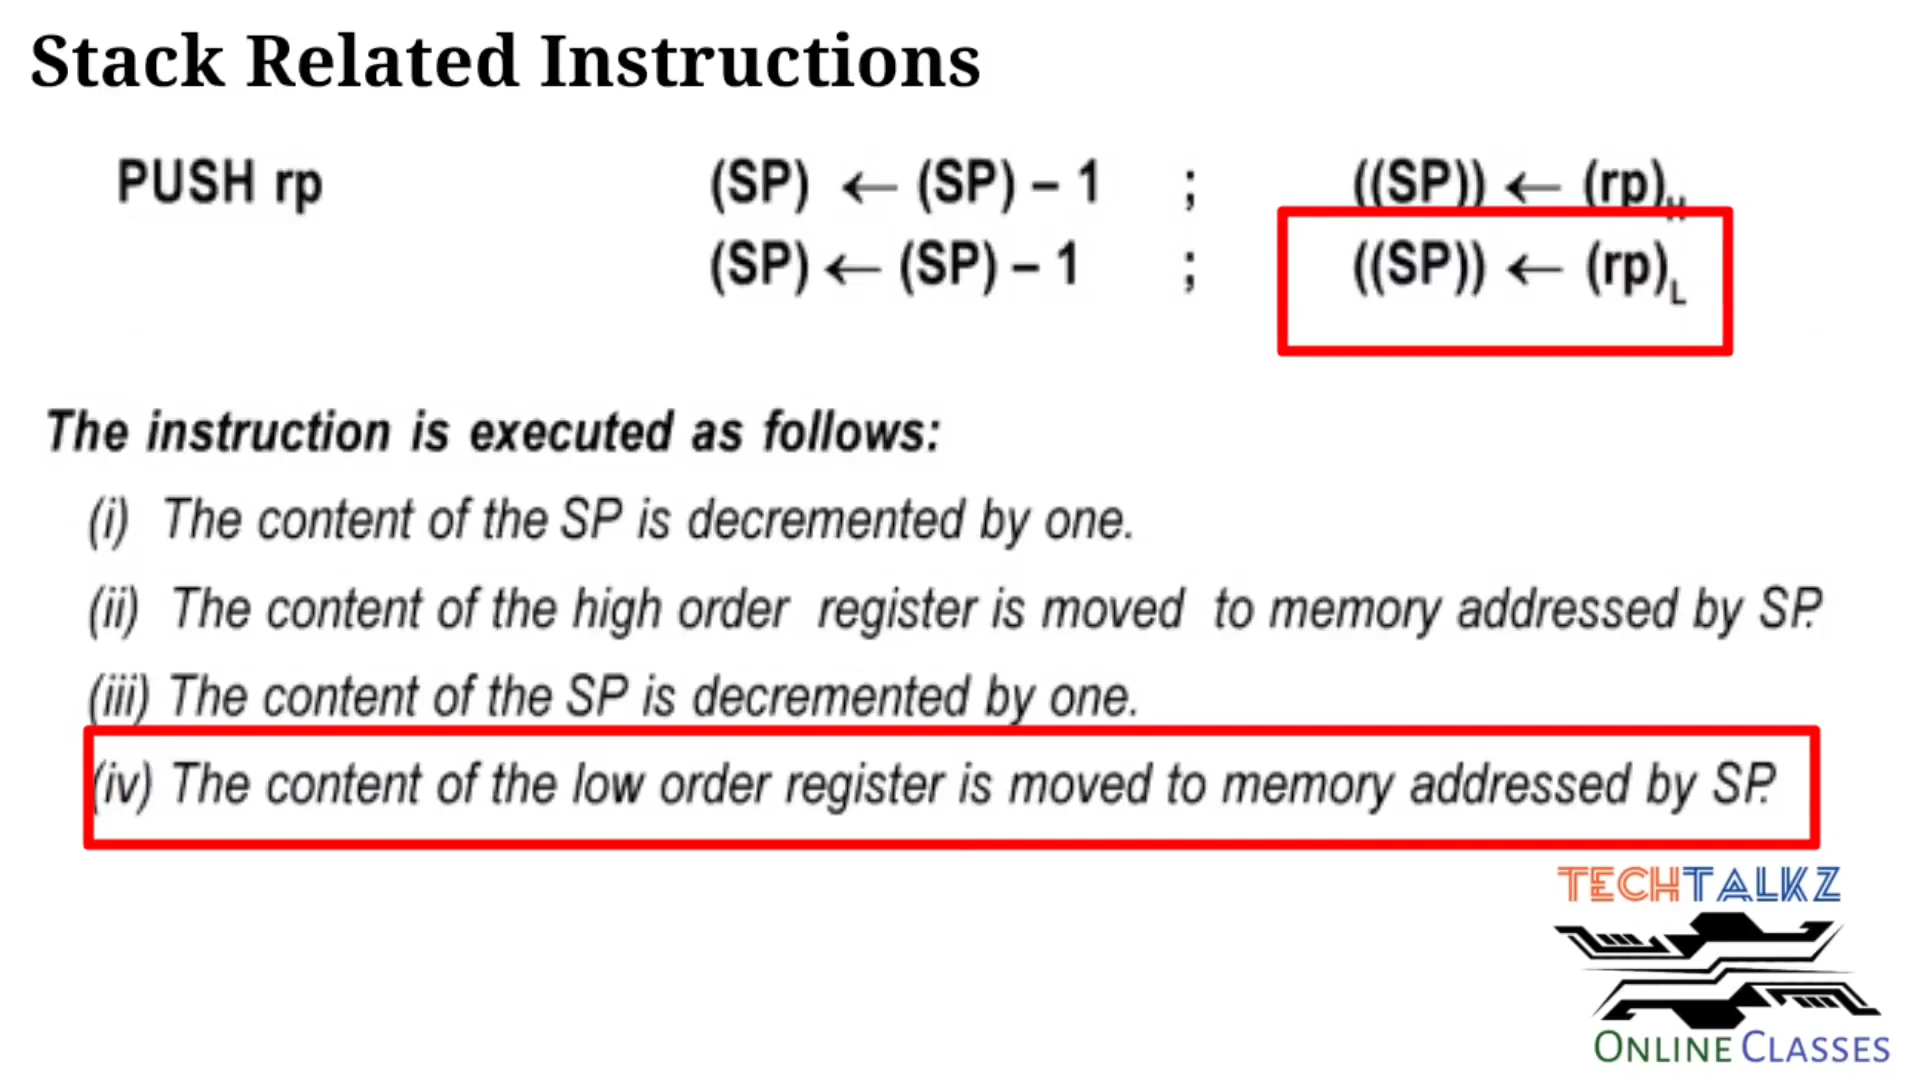 Stack Related Instructions
PUSH rp (SP) ← (SP) – 1 ; ((SP)) ← (rp)H
(SP) ← (SP) – 1 ; ((SP)) ← (rp)L
The instruction is executed as follows:
(i) The content of the SP is decremented by one.
(ii) The content of the high order register is moved to memory addressed by SP.
(iii) The content of the SP is decremented by one.
(iv) The content of the low order register is moved to memory addressed by SP.
TECHTALKZ
ONLINE CLASSES